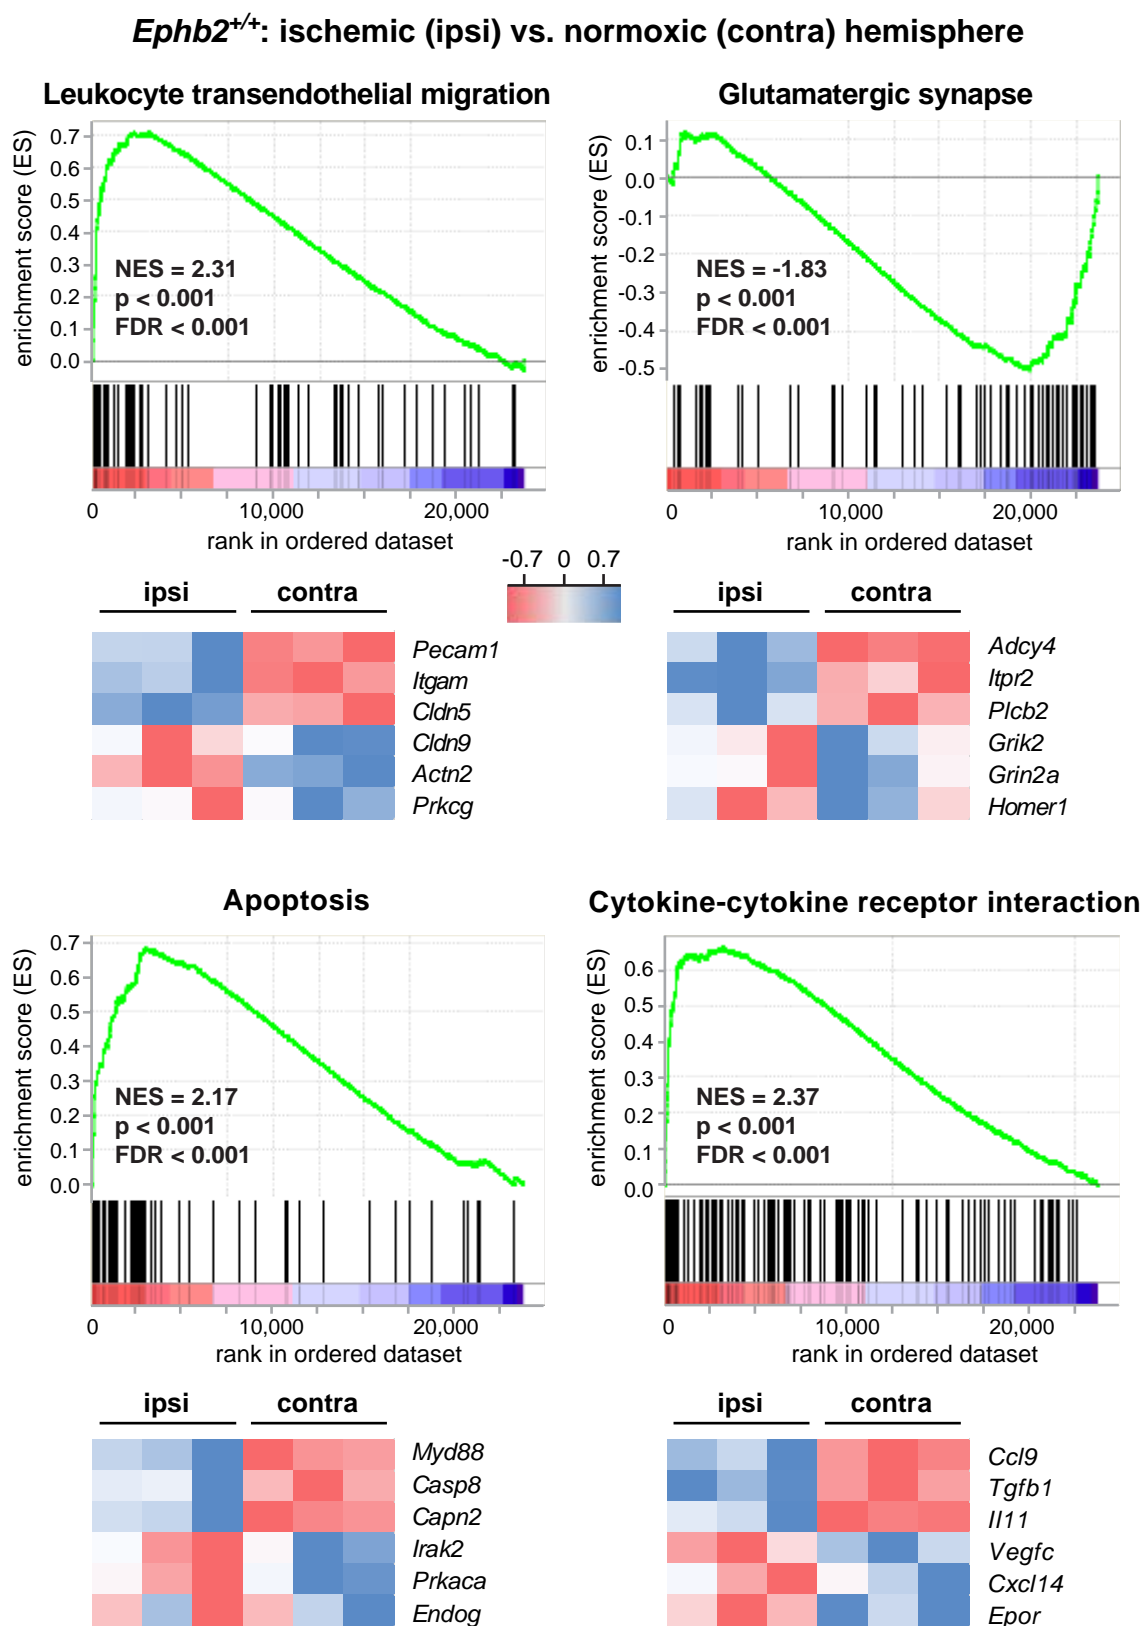 Ephb2+/+: ischemic (ipsi) vs. normoxic (contra) hemisphere
Leukocyte transendothelial migration
enrichment score (ES)
0.7
0.6
0.5
0.4
0.3
0.2
0.1
0.0
NES = 2.31
p < 0.001
FDR < 0.001
0
10,000
20,000
rank in ordered dataset
Glutamatergic synapse
enrichment score (ES)
0.1
0.0
-0.1
-0.2
-0.3
-0.4
-0.5
NES = -1.83
p < 0.001
FDR < 0.001
0
10,000
20,000
rank in ordered dataset
-0.7 0 0.7
ipsi contra
Pecam1
Itgam
Cldn5
Cldn9
Actn2
Prkcg
ipsi contra
Adcy4
Itpr2
Plcb2
Grik2
Grin2a
Homer1
Apoptosis
enrichment score (ES)
0.7
0.6
0.5
0.4
0.3
0.2
0.1
0.0
NES = 2.17
p < 0.001
FDR < 0.001
0
10,000
20,000
rank in ordered dataset
Cytokine-cytokine receptor interaction
enrichment score (ES)
0.6
0.5
0.4
0.3
0.2
0.1
0.0
NES = 2.37
p < 0.001
FDR < 0.001
0
10,000
20,000
rank in ordered dataset
ipsi contra
Myd88
Casp8
Capn2
Irak2
Prkaca
Endog
ipsi contra
Ccl9
Tgfb1
Il11
Vegfc
Cxcl14
Epor